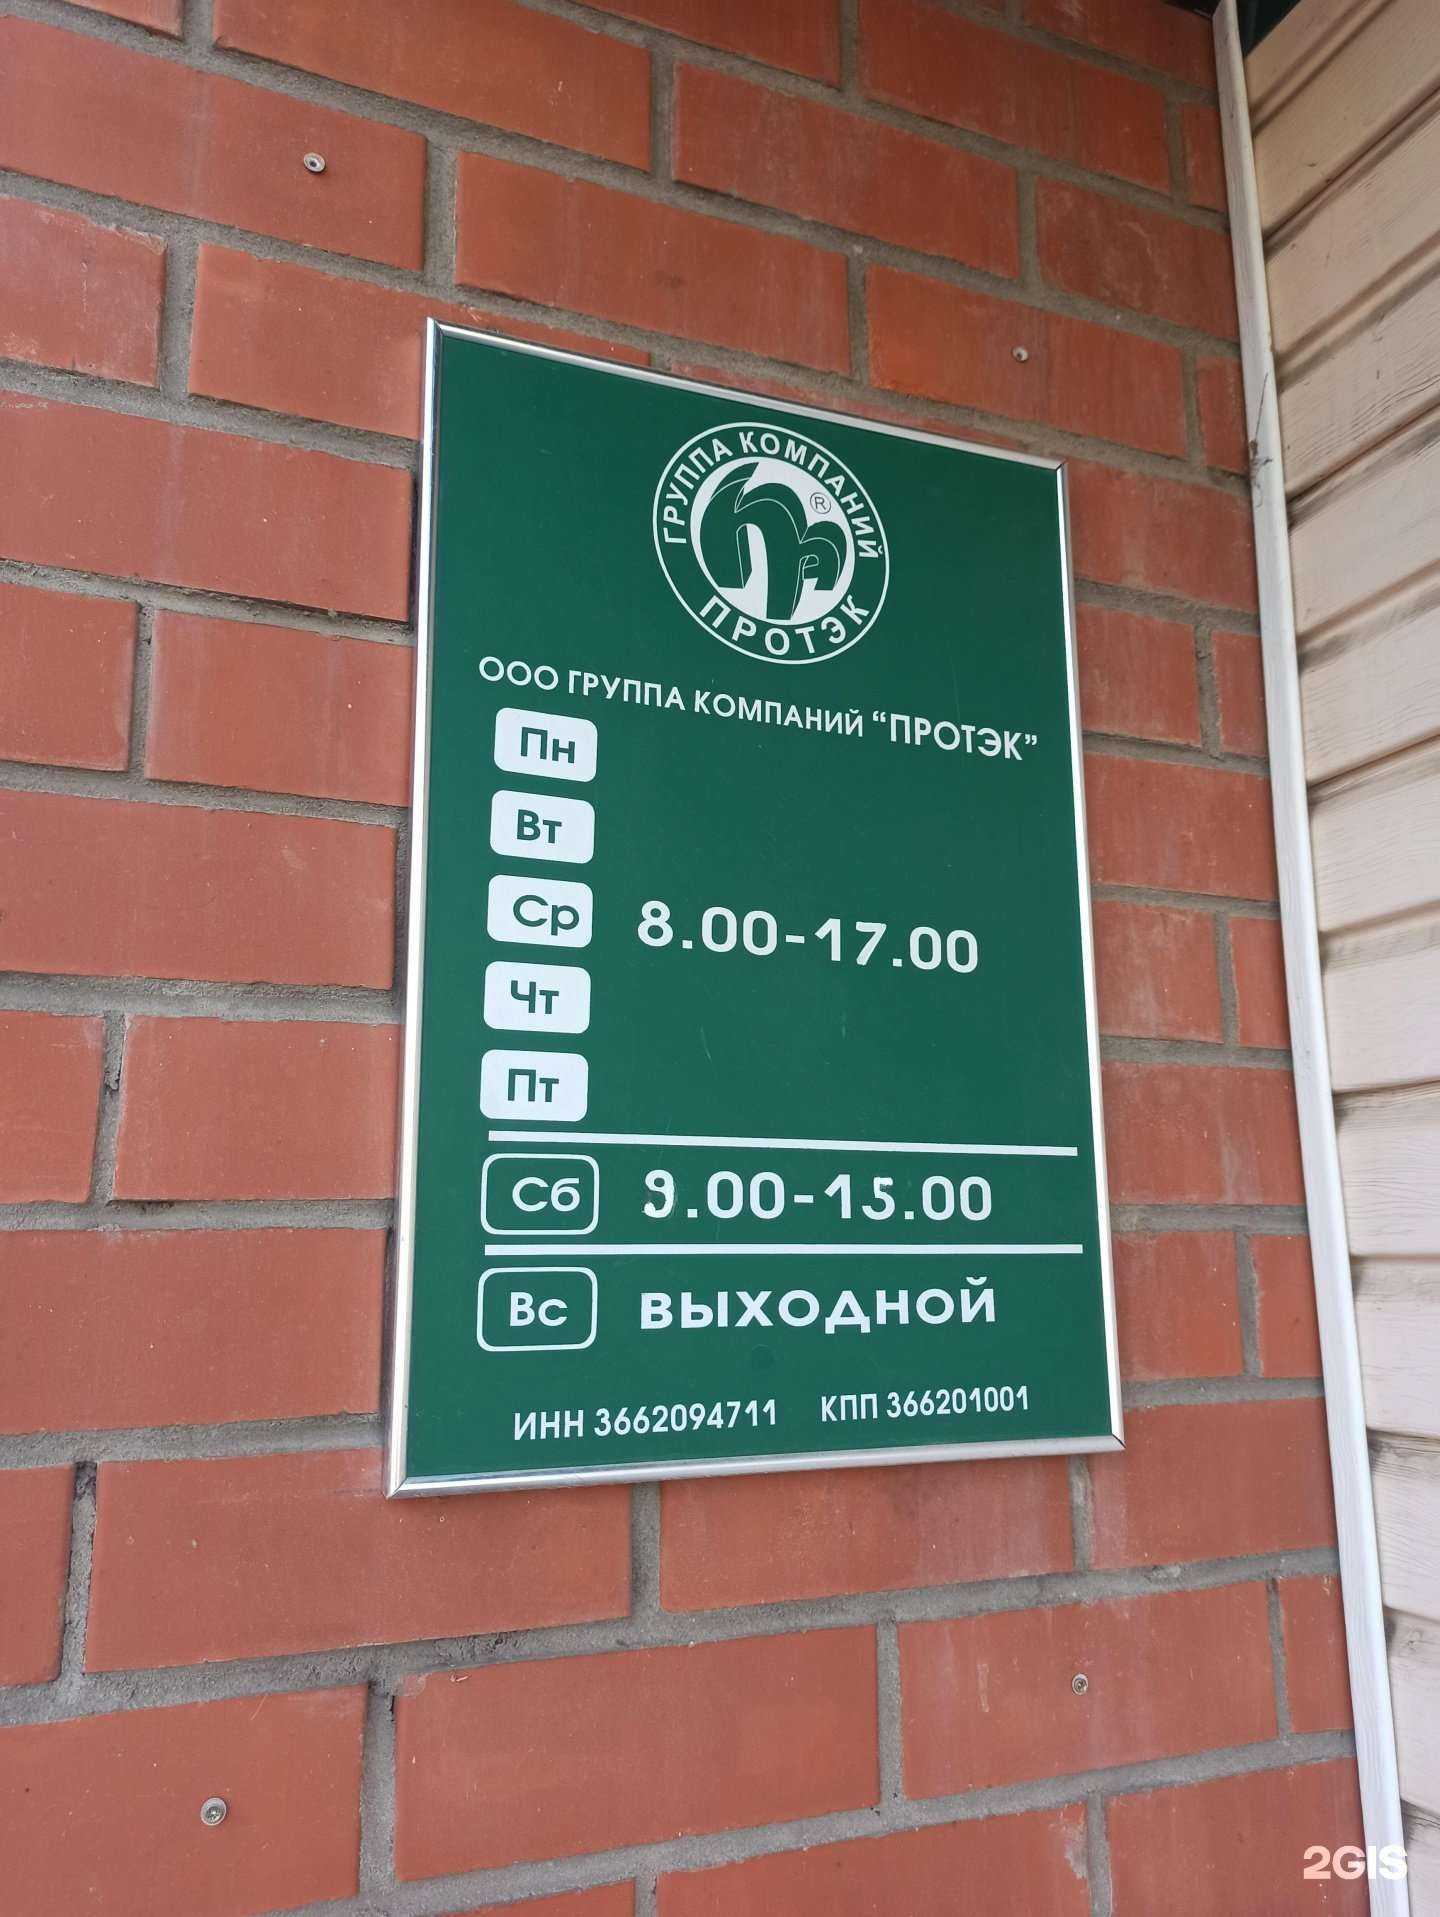 ГРУППА КОМПАНИЙ
®
ПРОТЭК
ООО ГРУППА КОМПАНИЙ “ПРОТЭК”
Пн
Вт
Ср 8.00-17.00
Чт
Пт
Сб 9.00-15.00
Вс ВЫХОДНОЙ
ИНН 3662094711 КПП 366201001
2GIS